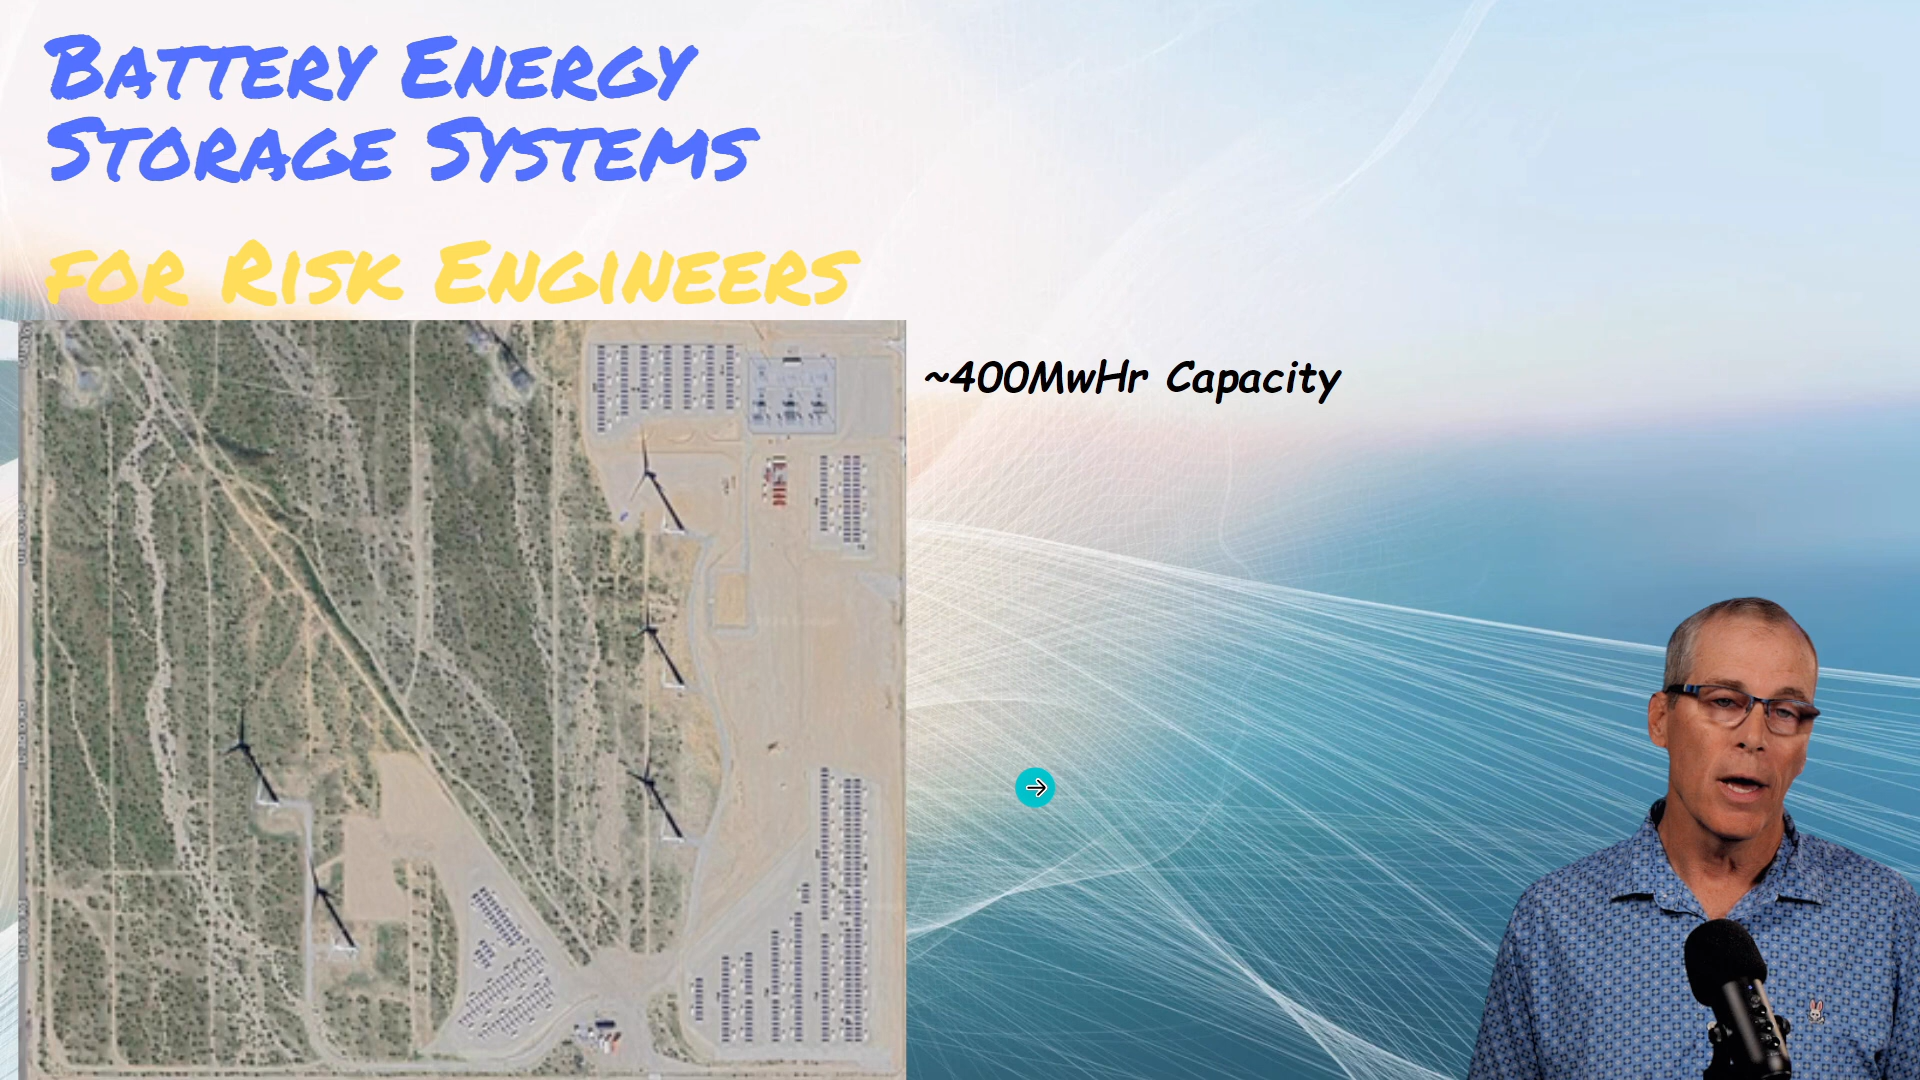 Battery Energy
Storage Systems
for Risk Engineers
~400MwHr Capacity